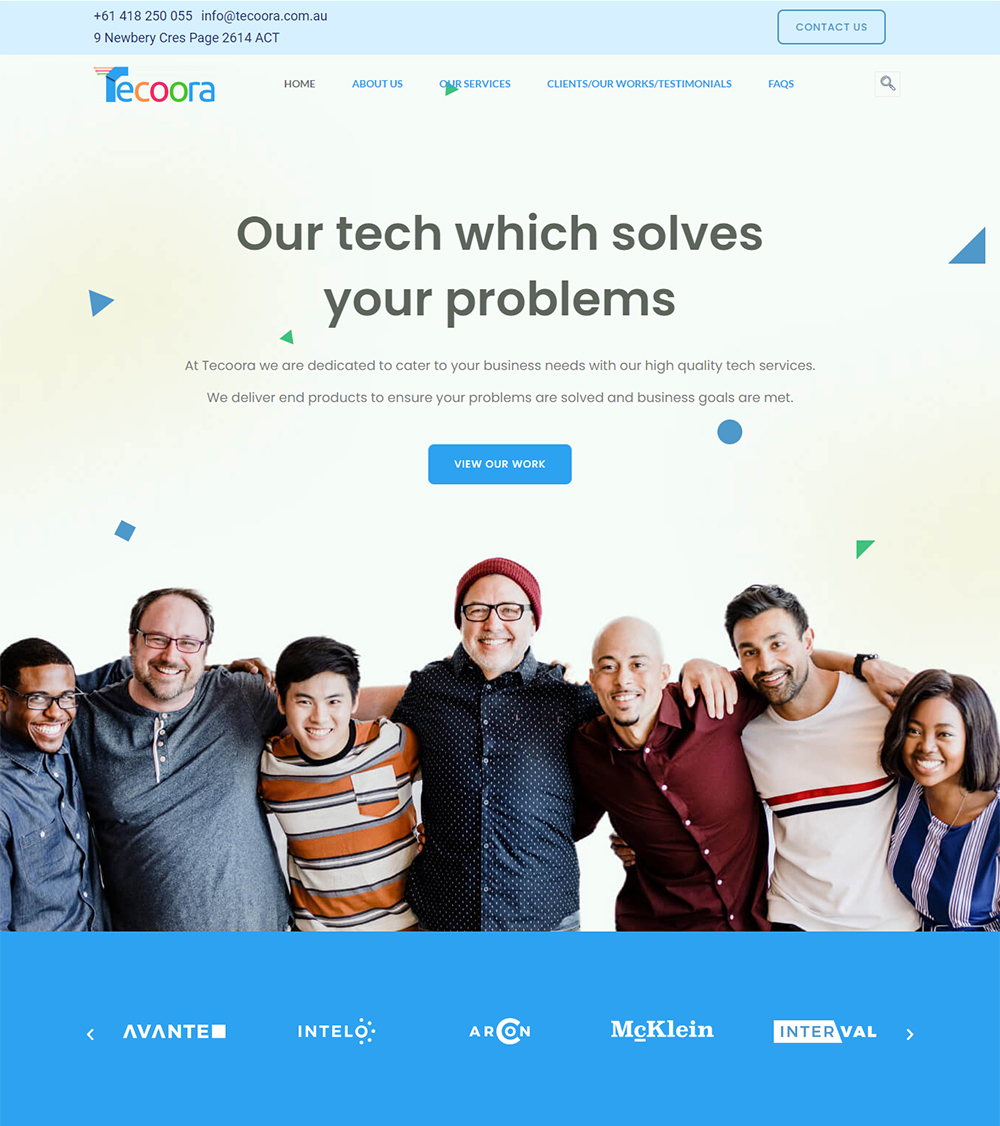 +61 418 250 055 info@tecoora.com.au
9 Newbery Cres Page 2614 ACT
CONTACT US
Tecoora
HOME ABOUT US OUR SERVICES CLIENTS/OUR WORKS/TESTIMONIALS FAQS
Our tech which solves
your problems
At Tecoora we are dedicated to cater to your business needs with our high quality tech services.
We deliver end products to ensure your problems are solved and business goals are met.
VIEW OUR WORK
AVANTE INTELO ARCON McKlein INTERVAL